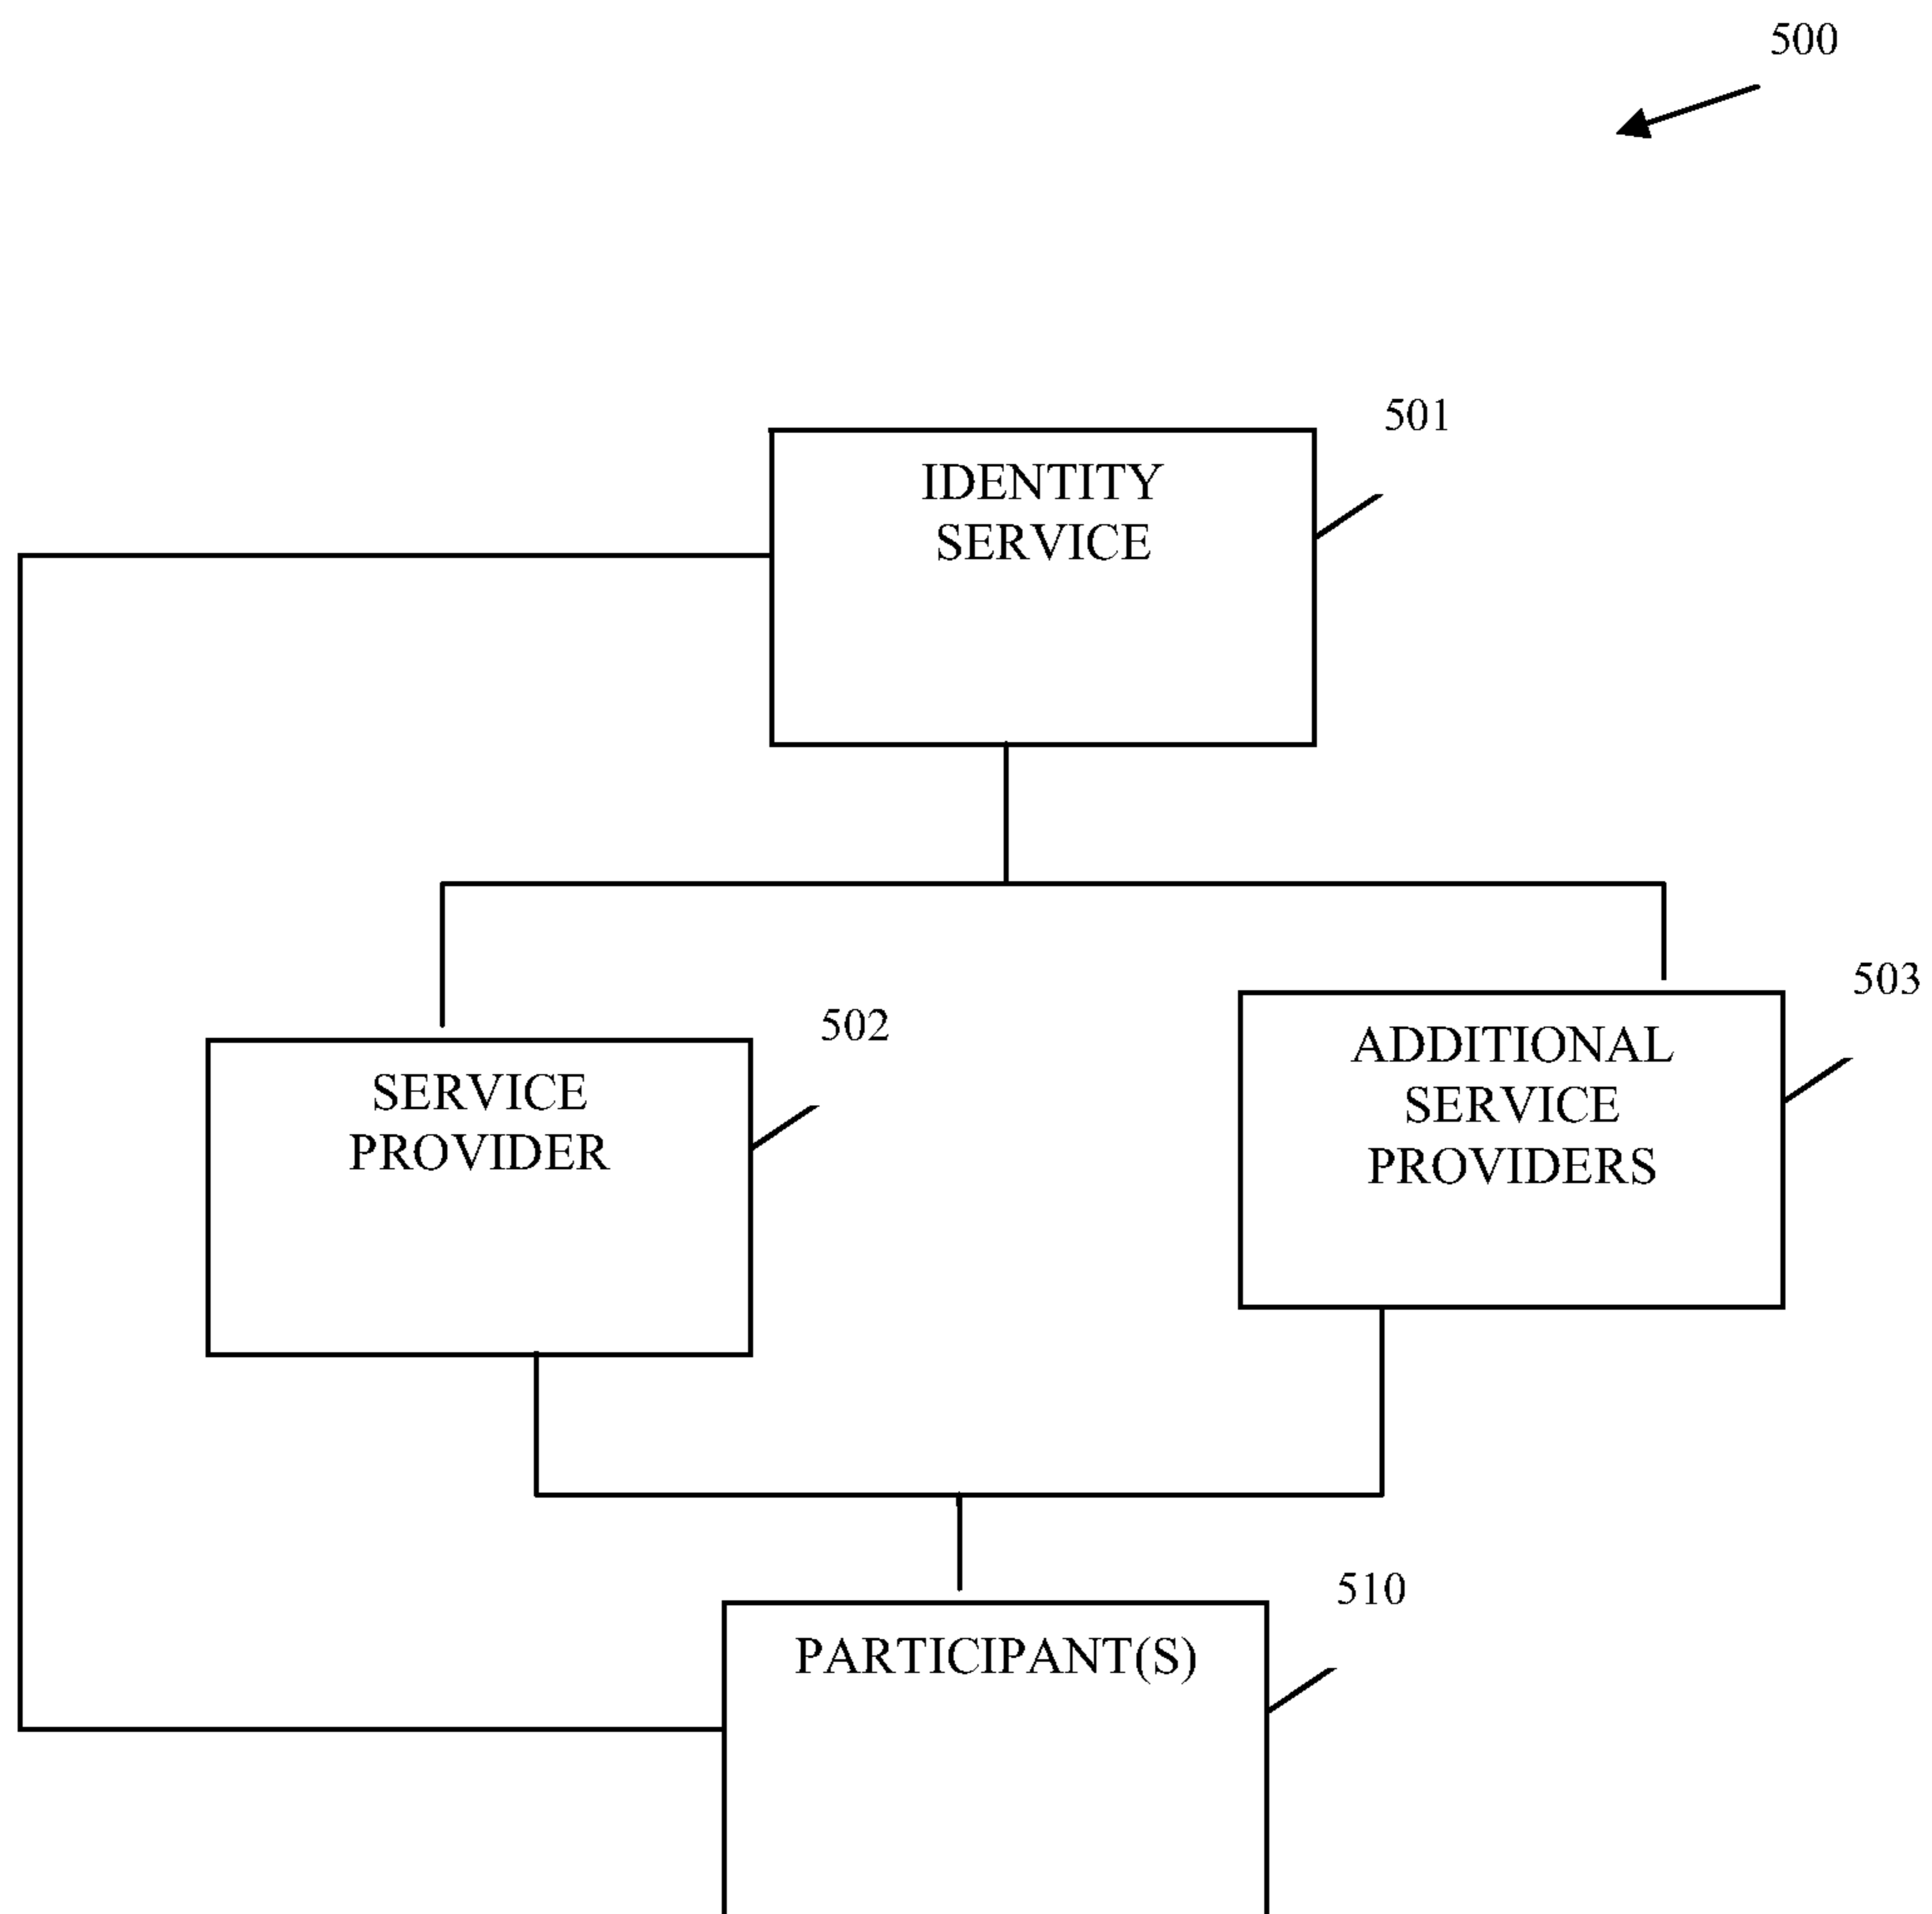 500
501
IDENTITY
SERVICE
502
SERVICE
PROVIDER
503
ADDITIONAL
SERVICE
PROVIDERS
510
PARTICIPANT(S)